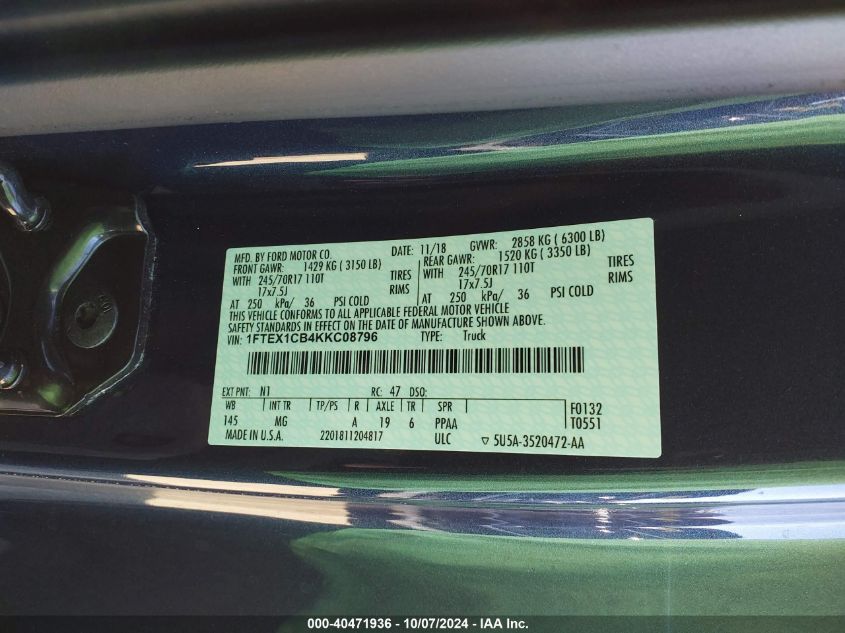 MFD. BY FORD MOTOR CO. DATE: 11/18 GVWR: 2858 KG ( 6300 LB)
FRONT GAWR: 1429 KG ( 3150 LB) REAR GAWR: 1520 KG ( 3350 LB)
WITH 245/70R17 110T TIRES WITH 245/70R17 110T TIRES
17x7.5J RIMS 17x7.5J RIMS
AT 250 kPa/ 36 PSI COLD AT 250 kPa/ 36 PSI COLD
THIS VEHICLE CONFORMS TO ALL APPLICABLE FEDERAL MOTOR VEHICLE
SAFETY STANDARDS IN EFFECT ON THE DATE OF MANUFACTURE SHOWN ABOVE.
VIN: 1FTEX1CB4KKC08796 TYPE: Truck
EXT PNT: N1 RC: 47 DSO:
WB INT TR TP/PS R AXLE TR SPR F0132
145 MG A 19 6 PPAA T0551
MADE IN U.S.A. 2201811204817 ULC ▽ 5U5A-3520472-AA
000-40471936 - 10/07/2024 - IAA Inc.